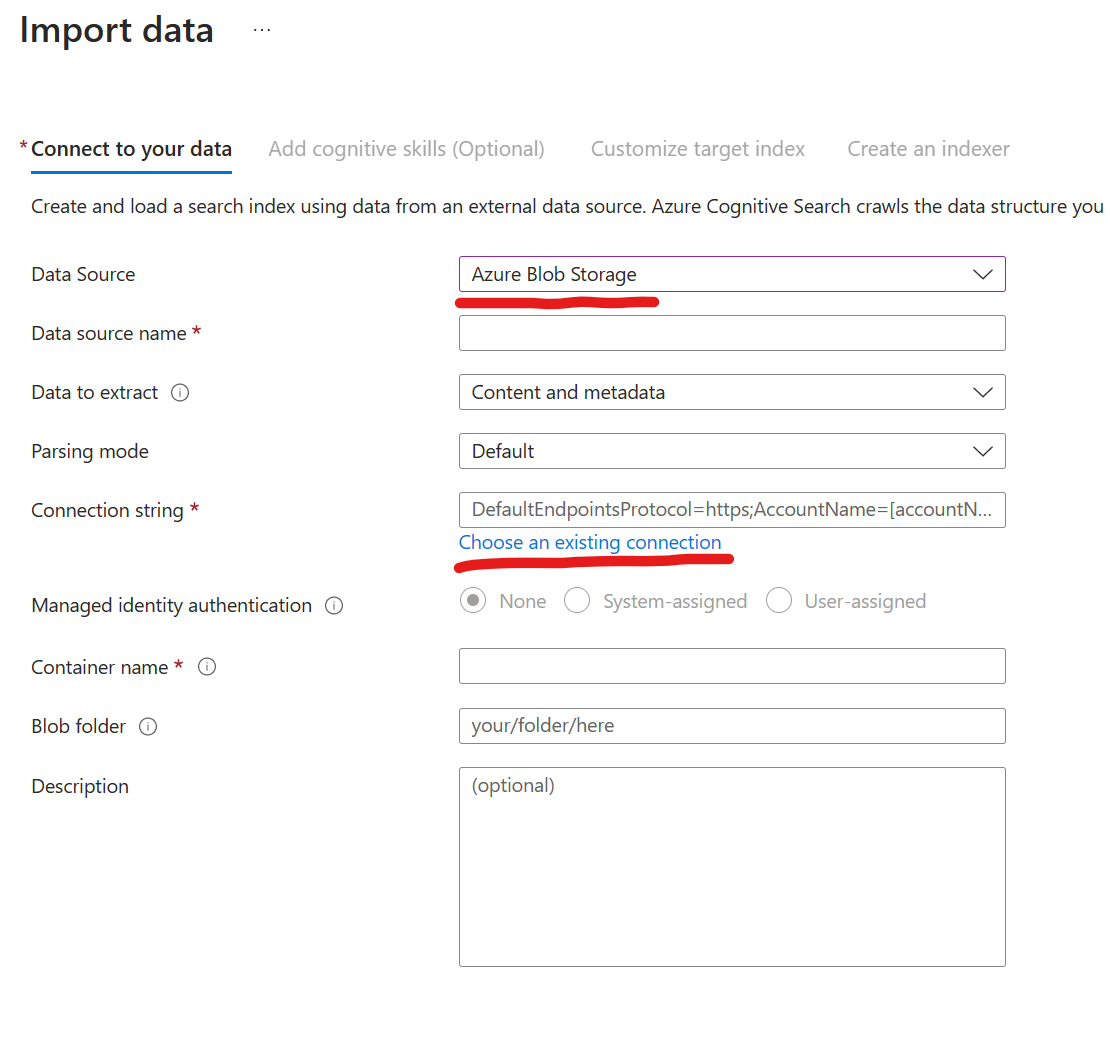 Import data ...
* Connect to your data Add cognitive skills (Optional) Customize target index Create an indexer
Create and load a search index using data from an external data source. Azure Cognitive Search crawls the data structure you
Data Source Azure Blob Storage
Data source name *
Data to extract Content and metadata
Parsing mode Default
Connection string * DefaultEndpointsProtocol=https;AccountName=[accountN...
Choose an existing connection
Managed identity authentication None System-assigned User-assigned
Container name *
Blob folder your/folder/here
Description (optional)